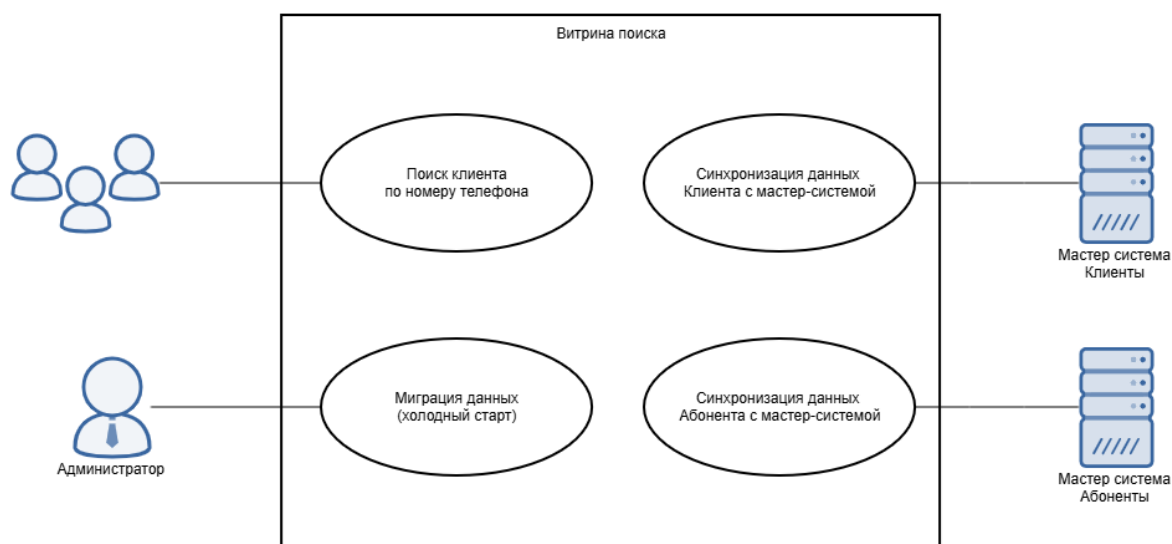 Витрина поиска
Поиск клиента
по номеру телефона
Синхронизация данных
Клиента с мастер-системой
Мастер система
Клиенты
Миграция данных
(холодный старт)
Синхронизация данных
Абонента с мастер-системой
Администратор
Мастер система
Абоненты